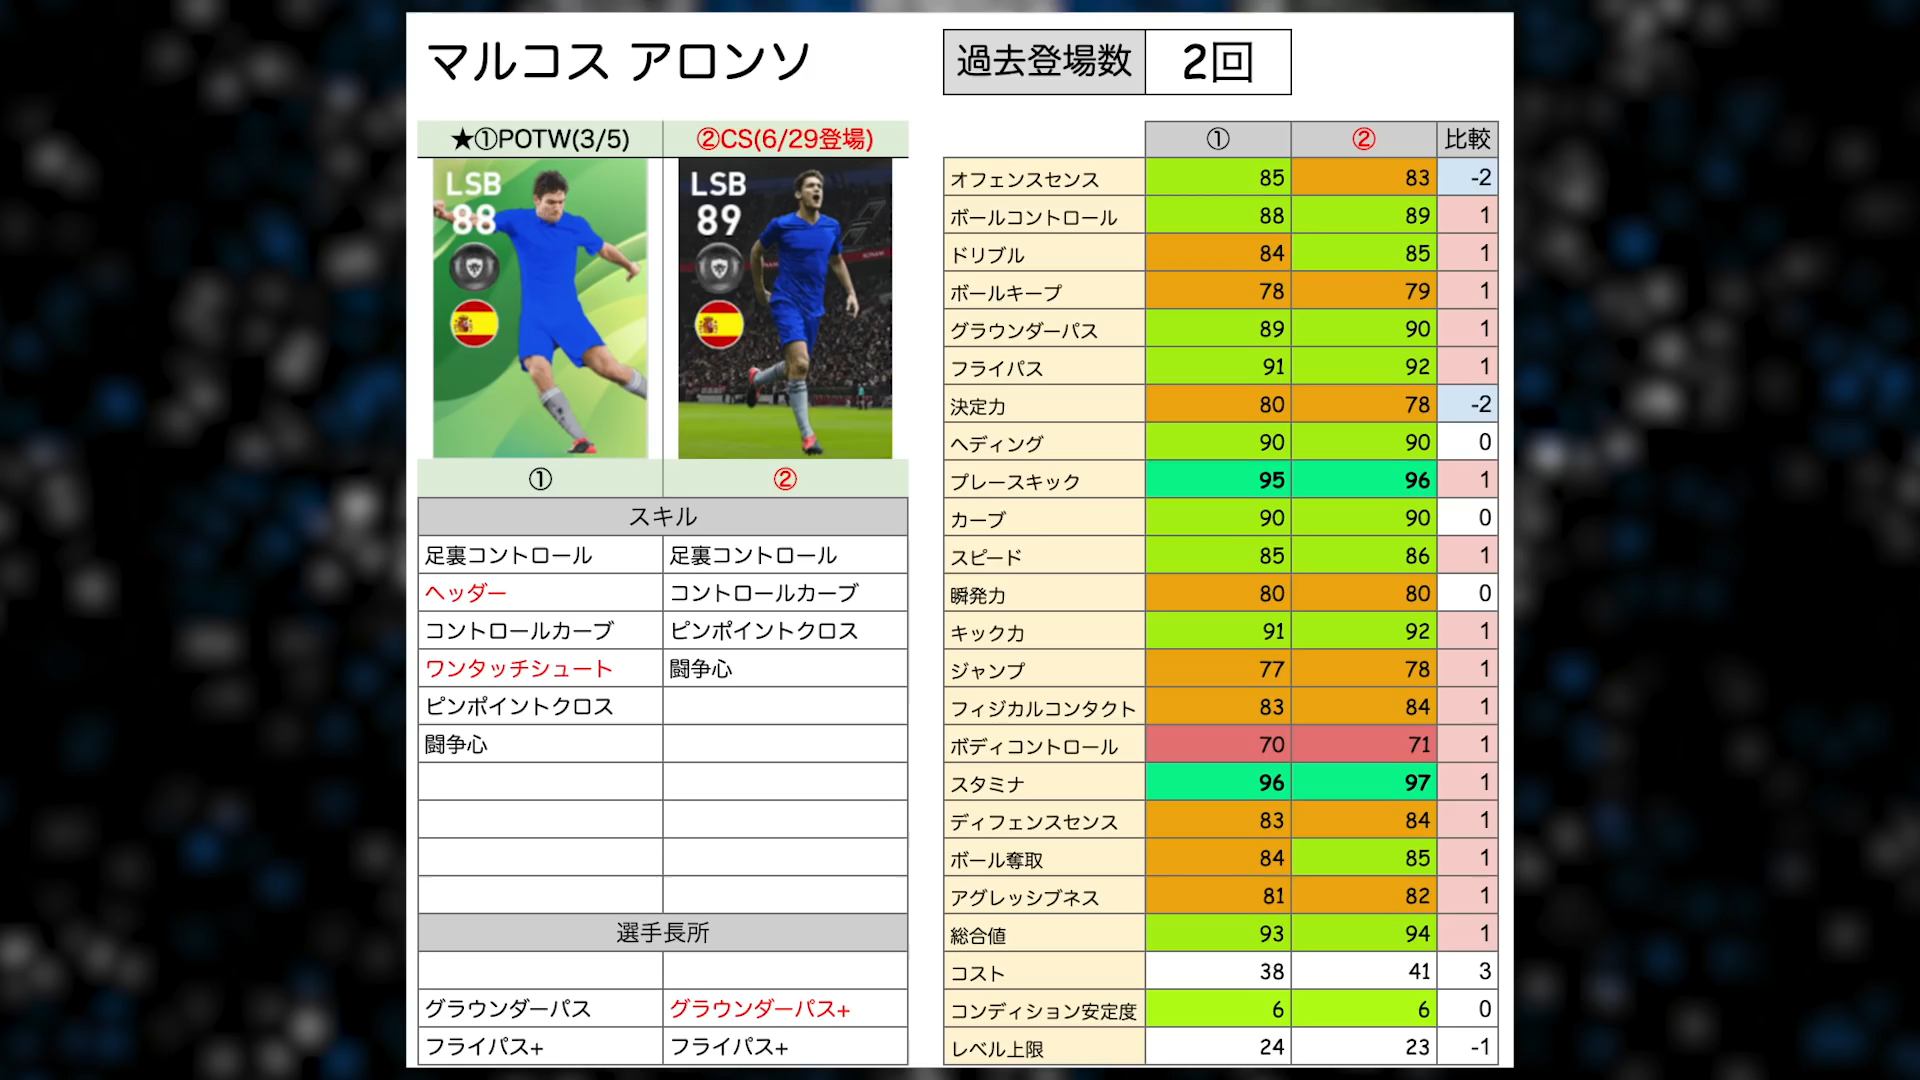 マルコス アロンソ
過去登場数 2回
★①POTW(3/5) ②CS(6/29登場)
LSB
88
LSB
89
① ②
スキル
足裏コントロール 足裏コントロール
ヘッダー コントロールカーブ
コントロールカーブ ピンポイントクロス
ワンタッチシュート 闘争心
ピンポイントクロス
闘争心
選手長所
グラウンダーパス グラウンダーパス+
フライパス+ フライパス+
① ② 比較
オフェンスセンス 85 83 -2
ボールコントロール 88 89 1
ドリブル 84 85 1
ボールキープ 78 79 1
グラウンダーパス 89 90 1
フライパス 91 92 1
決定力 80 78 -2
ヘディング 90 90 0
プレースキック 95 96 1
カーブ 90 90 0
スピード 85 86 1
瞬発力 80 80 0
キック力 91 92 1
ジャンプ 77 78 1
フィジカルコンタクト 83 84 1
ボディコントロール 70 71 1
スタミナ 96 97 1
ディフェンスセンス 83 84 1
ボール奪取 84 85 1
アグレッシブネス 81 82 1
総合値 93 94 1
コスト 38 41 3
コンディション安定度 6 6 0
レベル上限 24 23 -1